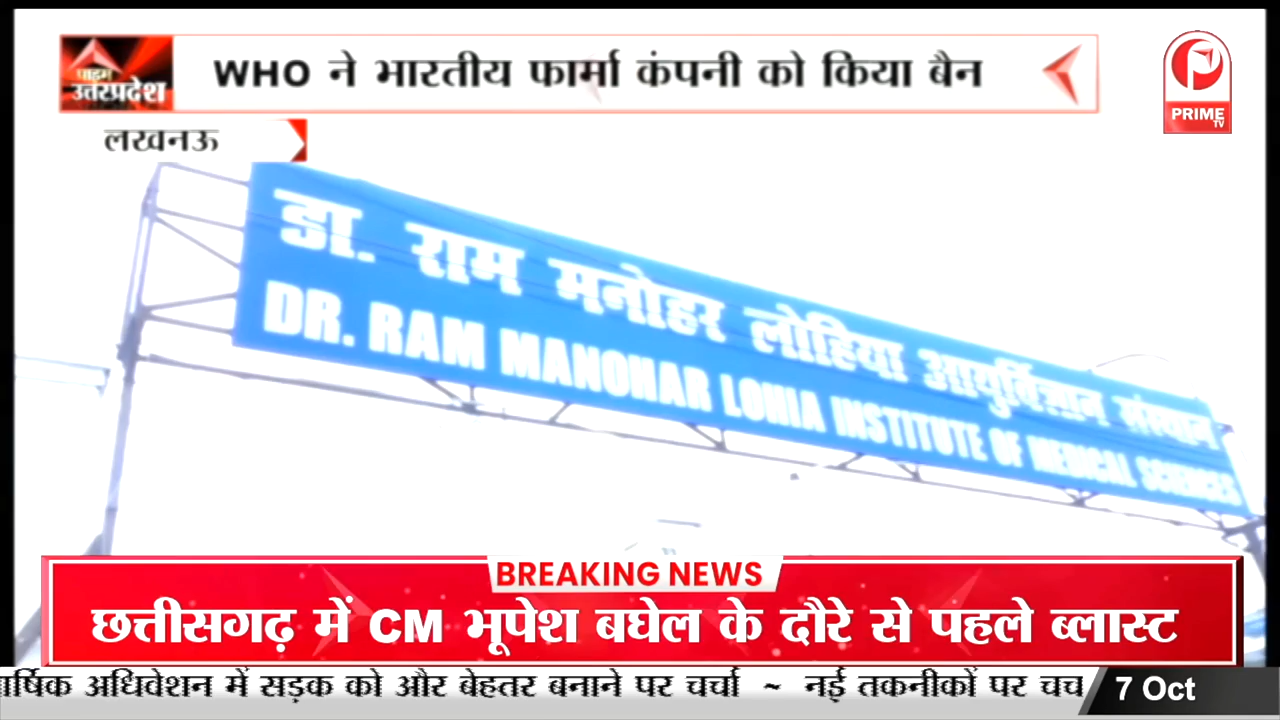 प्राइम
उत्तरप्रदेश
WHO ने भारतीय फार्मा कंपनी को किया बैन
PRIME
TV
लखनऊ
डा. राम मनोहर लोहिया आयुर्विज्ञान संस्थान
DR. RAM MANOHAR LOHIA INSTITUTE OF MEDICAL SCIENCES
BREAKING NEWS
छत्तीसगढ़ में CM भूपेश बघेल के दौरे से पहले ब्लास्ट
अधिवेशन में सड़क को और बेहतर बनाने पर चर्चा ~ नई तकनीकों पर
7 Oct